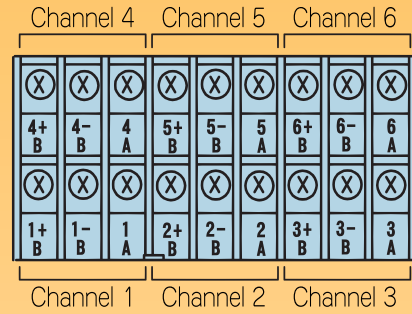 Channel 4 Channel 5 Channel 6
X X X X X X X X X
4+ 4- 4 5+ 5- 5 6+ 6- 6
B B A B B A B B A
X X X X X X X X X
1+ 1- 1 2+ 2- 2 3+ 3- 3
B B A B B A B B A
Channel 1 Channel 2 Channel 3